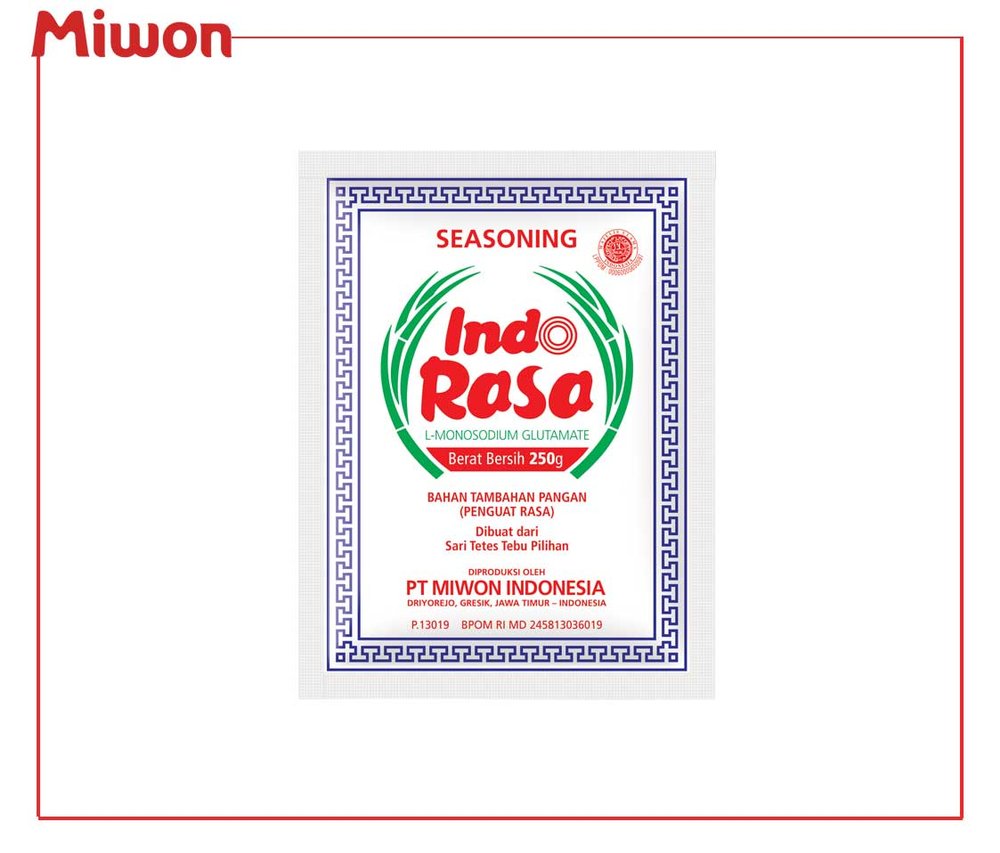 Miwon
SEASONING
Indo
Rasa
L-MONOSODIUM GLUTAMATE
Berat Bersih 250g
BAHAN TAMBAHAN PANGAN
(PENGUAT RASA)
Dibuat dari
Sari Tetes Tebu Pilihan
DIPRODUKSI OLEH
PT MIWON INDONESIA
DRIYOREJO, GRESIK, JAWA TIMUR – INDONESIA
P.13019 BPOM RI MD 245813036019